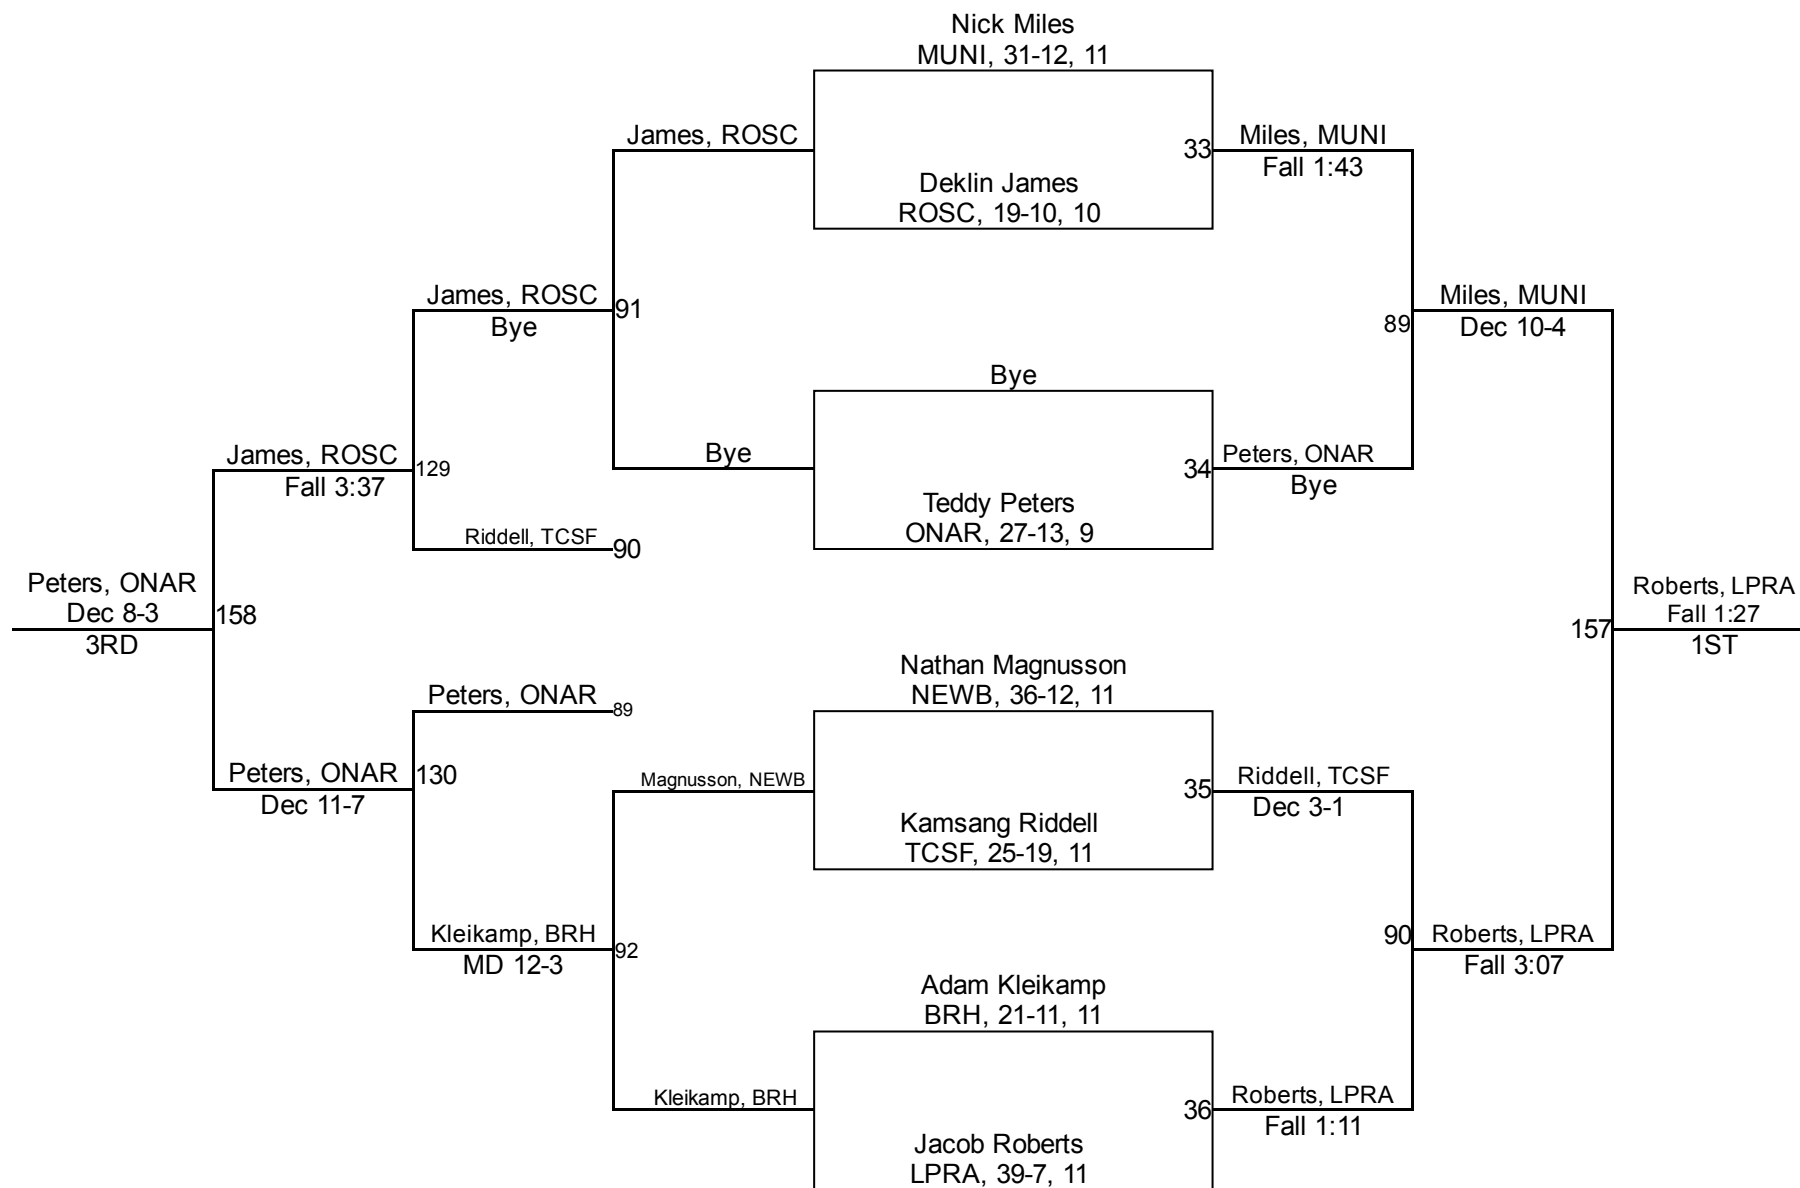 Nick Miles
MUNI, 31-12, 11
James, ROSC
33
Miles, MUNI
Fall 1:43
Deklin James
ROSC, 19-10, 10
James, ROSC
Bye
91
Miles, MUNI
Dec 10-4
89
Bye
James, ROSC
Fall 3:37
129
Bye
34
Peters, ONAR
Bye
Teddy Peters
ONAR, 27-13, 9
Riddell, TCSF
90
Peters, ONAR
Dec 8-3
3RD
158
Roberts, LPRA
Fall 1:27
1ST
157
Nathan Magnusson
NEWB, 36-12, 11
Peters, ONAR
89
Peters, ONAR
Dec 11-7
130
Magnusson, NEWB
35
Riddell, TCSF
Dec 3-1
Kamsang Riddell
TCSF, 25-19, 11
Kleikamp, BRH
MD 12-3
92
90
Roberts, LPRA
Fall 3:07
Adam Kleikamp
BRH, 21-11, 11
Kleikamp, BRH
36
Roberts, LPRA
Fall 1:11
Jacob Roberts
LPRA, 39-7, 11